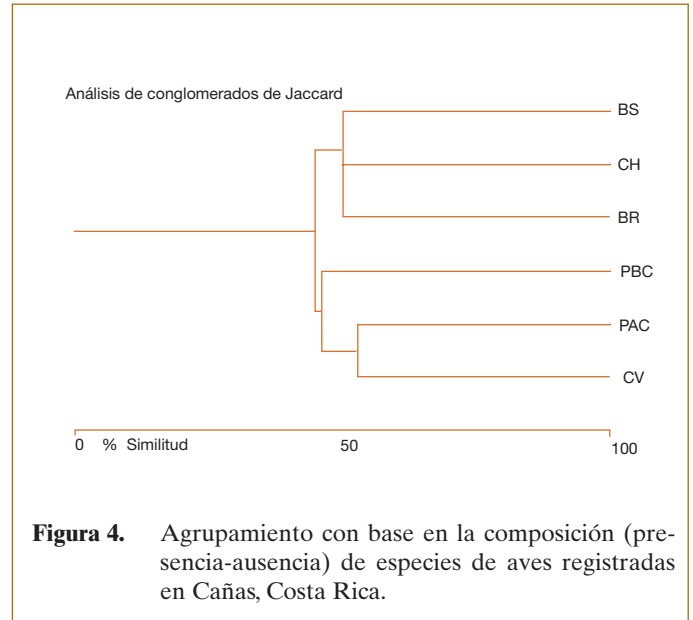 Análisis de conglomerados de Jaccard
BS
CH
BR
PBC
PAC
CV
0 % Similitud 50 100
Figura 4. Agrupamiento con base en la composición (pre-
sencia-ausencia) de especies de aves registradas
en Cañas, Costa Rica.